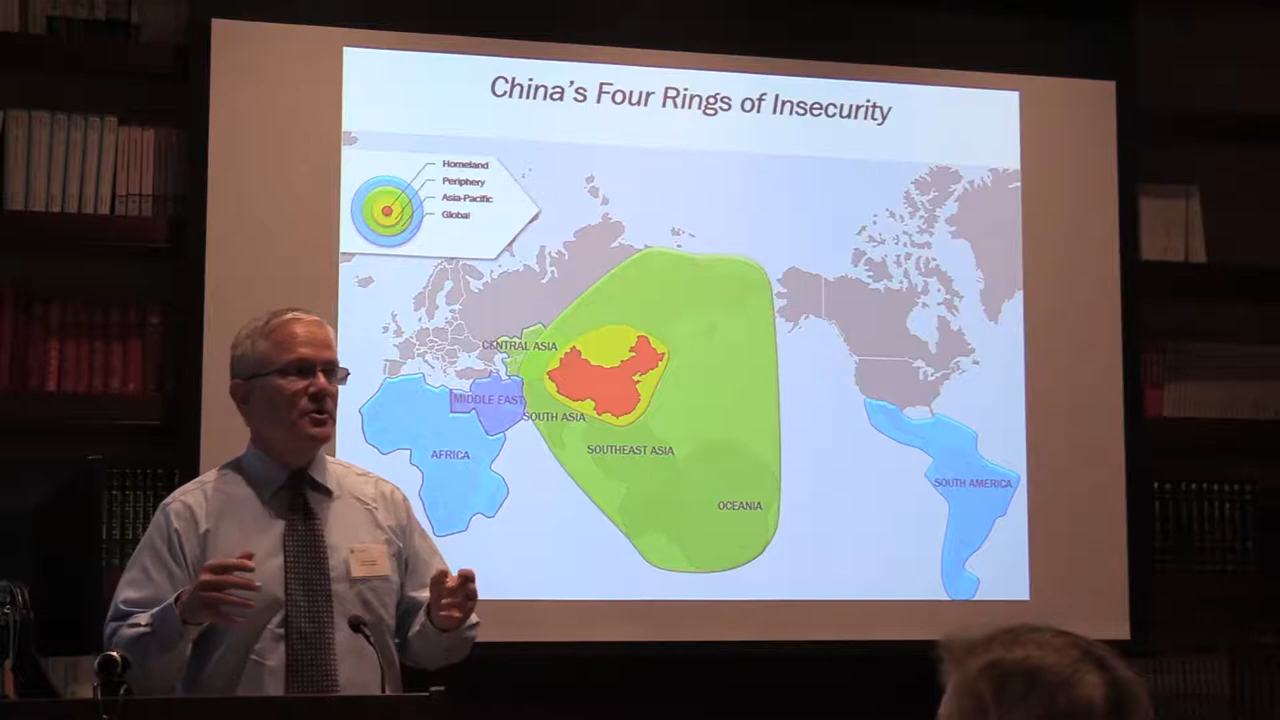 China's Four Rings of Insecurity
Homeland
Periphery
Asia-Pacific
Global
CENTRAL ASIA
MIDDLE EAST
SOUTH ASIA
AFRICA
SOUTHEAST ASIA
SOUTH AMERICA
OCEANIA